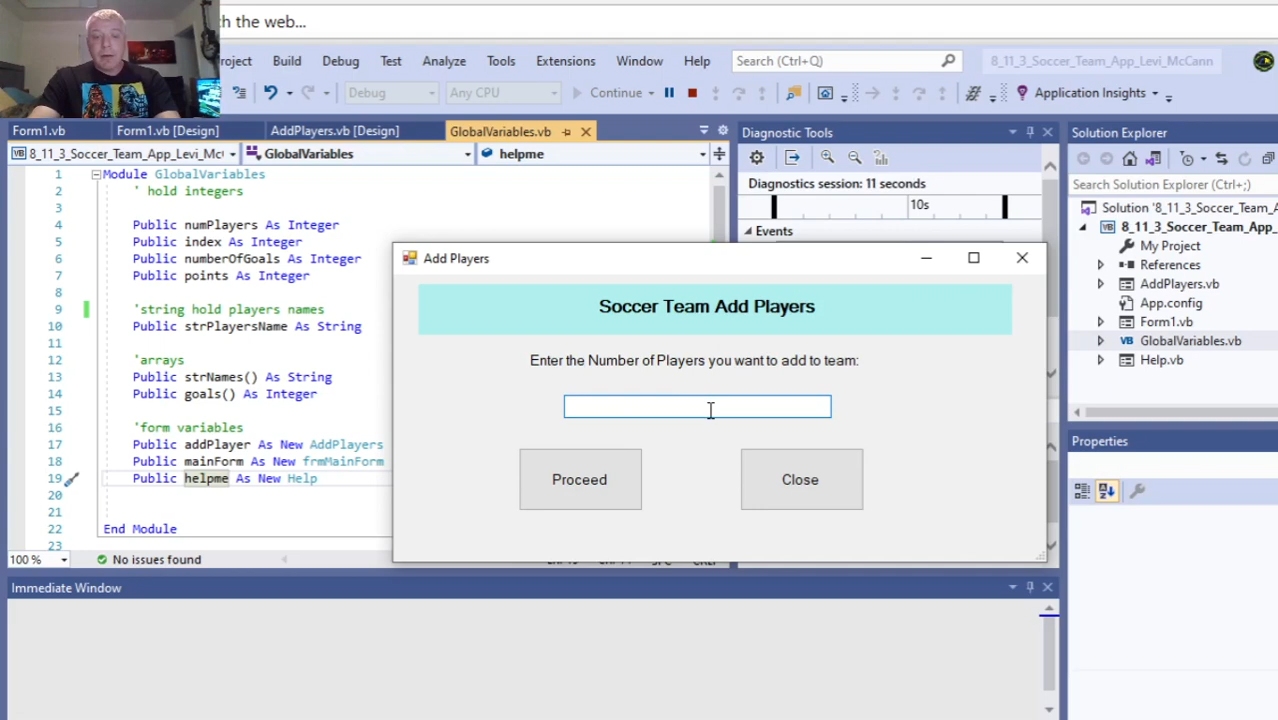 h the web...
roject Build Debug Test Analyze Tools Extensions Window Help Search (Ctrl+Q) 8_11_3_Soccer_Team_App_Levi_McCann
Debug Any CPU Continue Application Insights
Form1.vb Form1.vb [Design] AddPlayers.vb [Design] GlobalVariables.vb
8_11_3_Soccer_Team_App_Levi_McC GlobalVariables helpme
1 Module GlobalVariables
2 ' hold integers
3
4 Public numPlayers As Integer
5 Public index As Integer
6 Public numberOfGoals As Integer
7 Public points As Integer
8
9 'string hold players names
10 Public strPlayersName As String
11
12 'arrays
13 Public strNames() As String
14 Public goals() As Integer
15
16 'form variables
17 Public addPlayer As New AddPlayers
18 Public mainForm As New frmMainForm
19 Public helpme As New Help
20
21
22 End Module
23
100 % No issues found
Diagnostic Tools
Diagnostics session: 11 seconds
10s
Events
Add Players
Soccer Team Add Players
Enter the Number of Players you want to add to team:
Proceed Close
Solution Explorer
Search Solution Explorer (Ctrl+;)
Solution '8_11_3_Soccer_Team_A
8_11_3_Soccer_Team_App_
My Project
References
AddPlayers.vb
App.config
Form1.vb
GlobalVariables.vb
Help.vb
Properties
Immediate Window